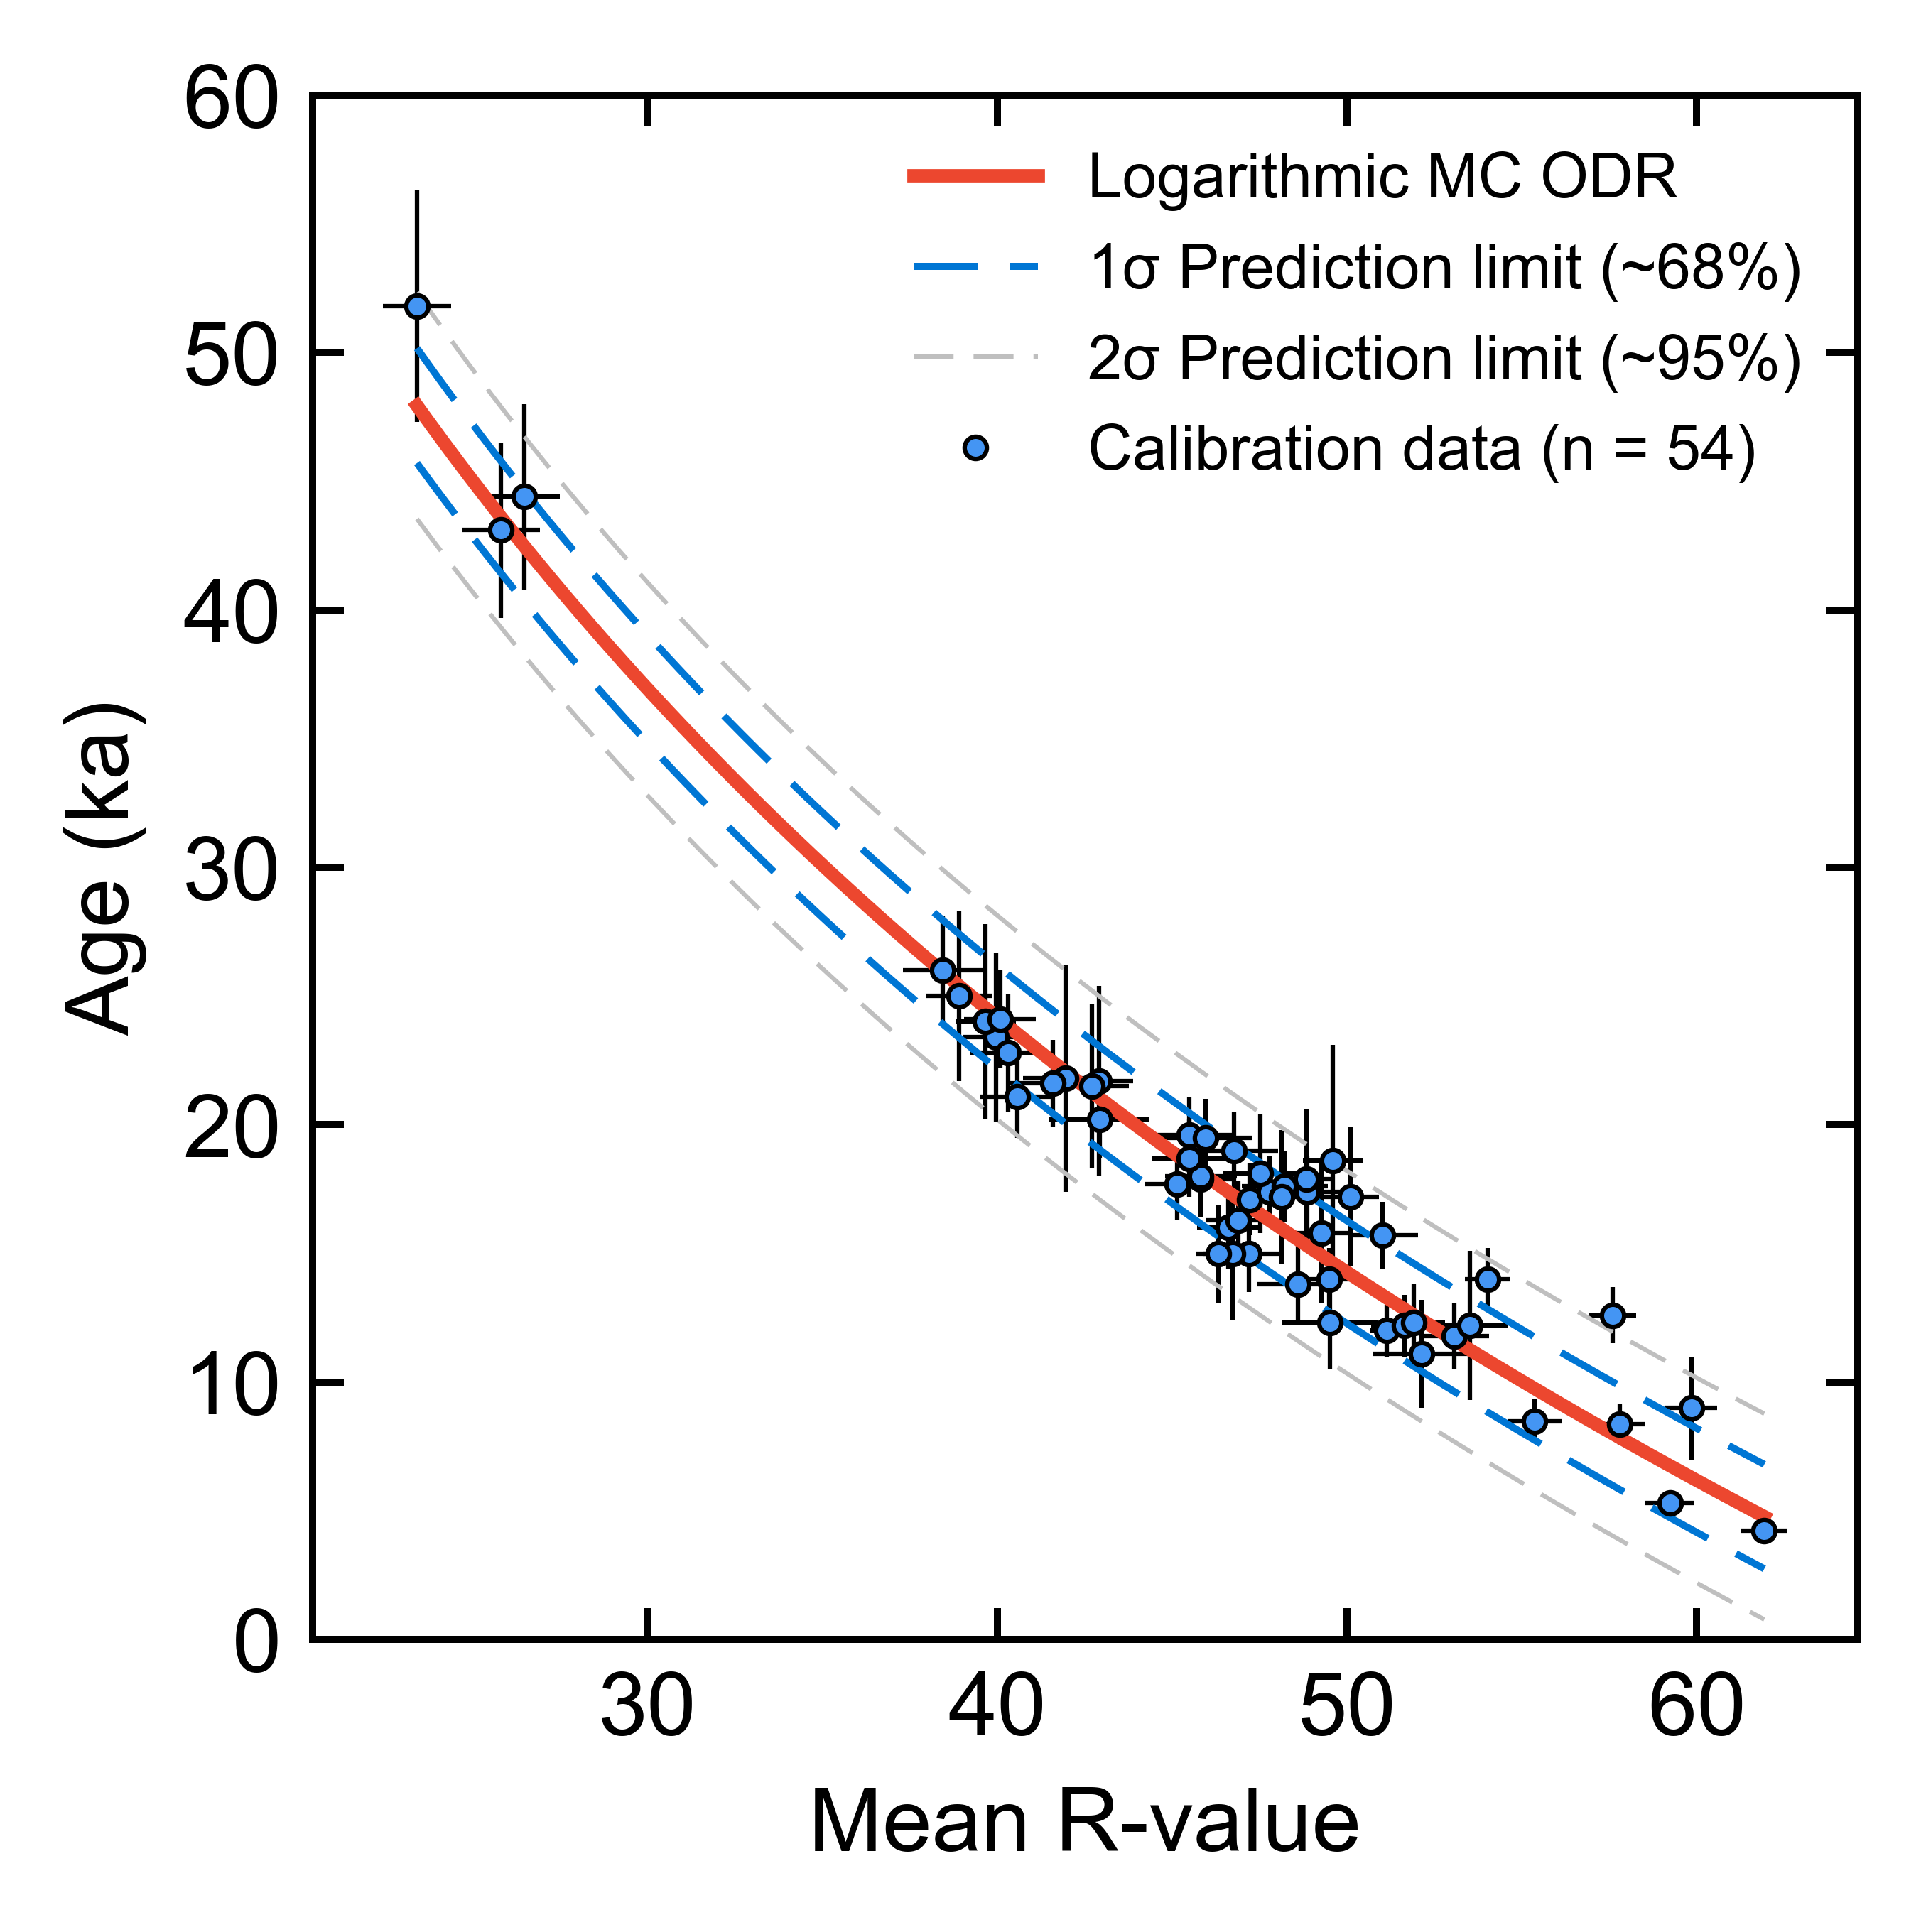 60
50
40
30
20
10
0
Age (ka)
Logarithmic MC ODR
1σ Prediction limit (~68%)
2σ Prediction limit (~95%)
Calibration data (n = 54)
30
40
50
60
Mean R-value